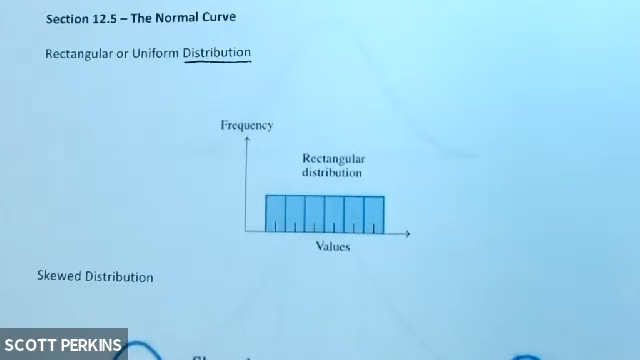 Section 12.5 – The Normal Curve
Rectangular or Uniform Distribution
Frequency
Rectangular
distribution
Values
Skewed Distribution
SCOTT PERKINS